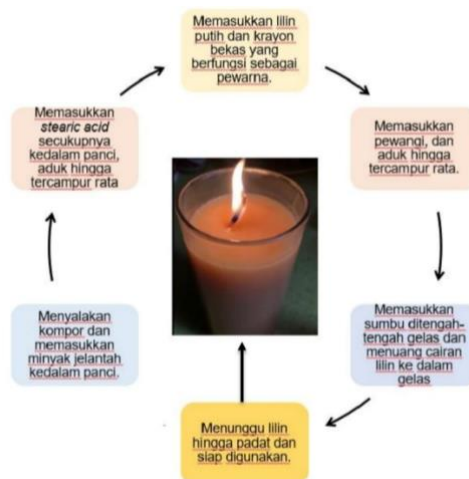 Memasukkan lilin
putih dan krayon
bekas yang
berfungsi sebagai
pewarna.
Memasukkan
stearic acid
secukupnya
kedalam panci,
aduk hingga
tercampur rata
Memasukkan
pewangi, dan
aduk hingga
tercampur rata.
Menyalakan
kompor dan
memasukkan
minyak jelantah
kedalam panci.
Memasukkan
sumbu ditengah-
tengah gelas dan
menuang cairan
lilin ke dalam
gelas
Menunggu lilin
hingga padat dan
siap digunakan.